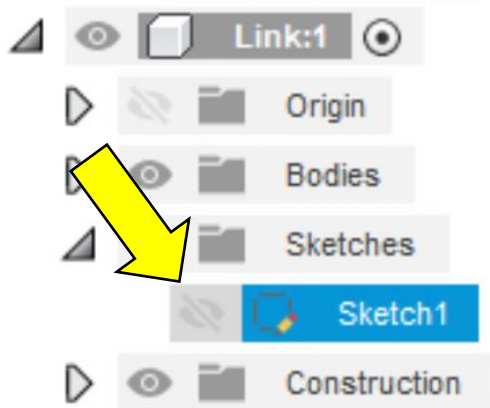 Link:1
Origin
Bodies
Sketches
Sketch1
Construction